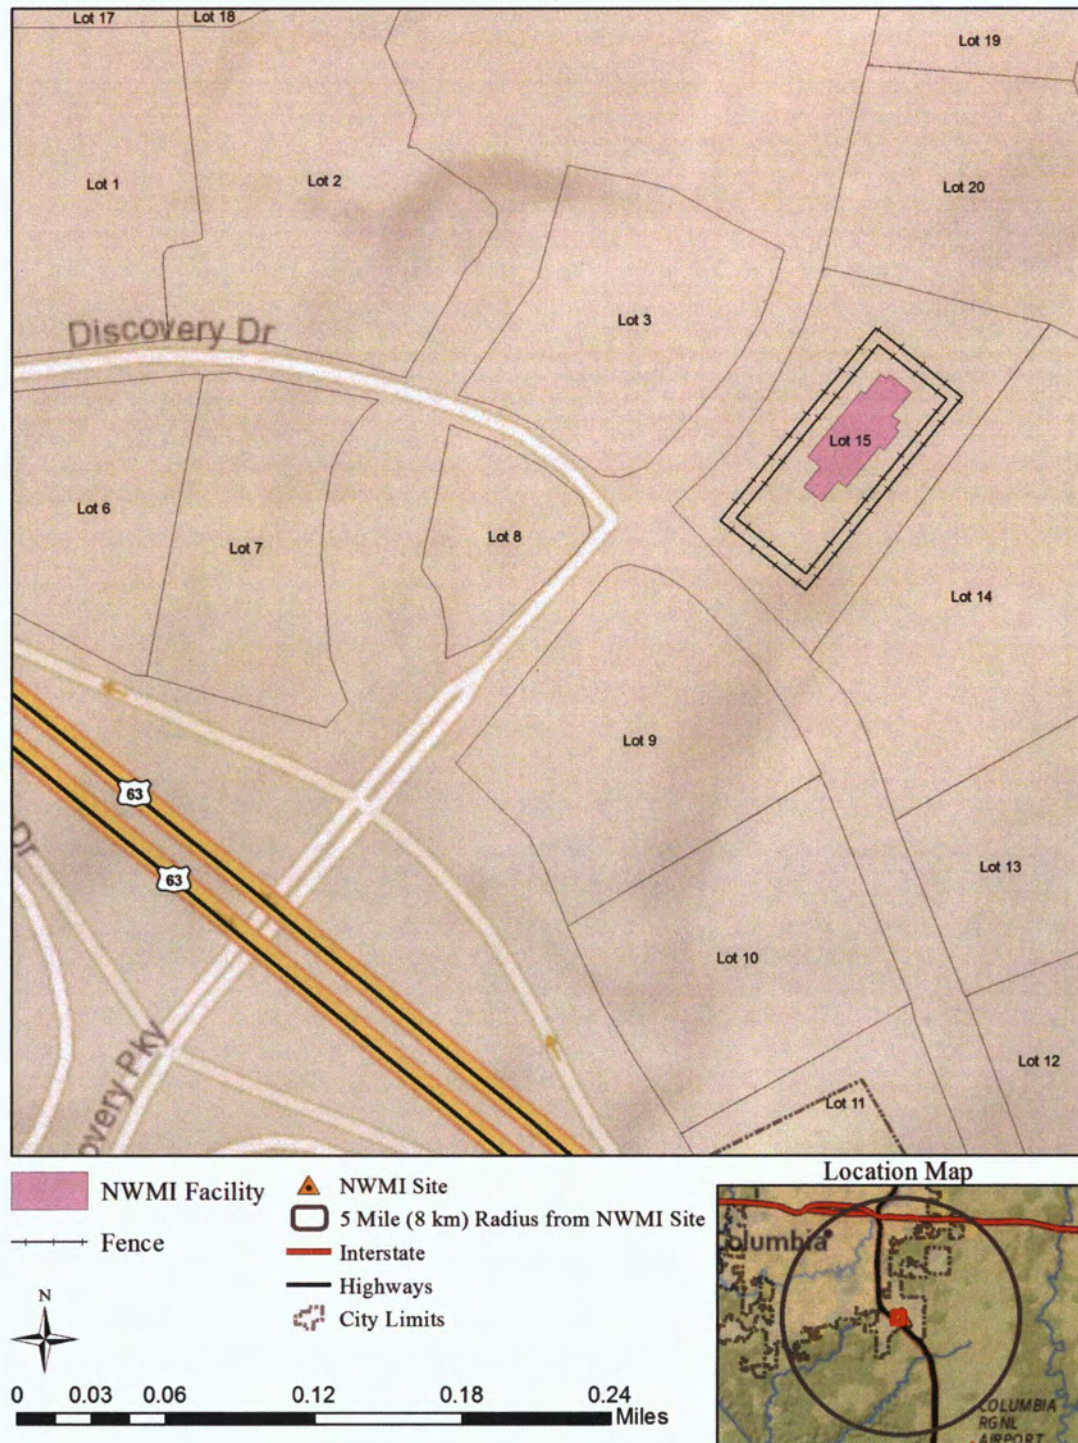 Lot 17
Lot 18
Lot 19
Lot 1
Lot 2
Lot 20
Discovery Dr
Lot 3
Lot 15
Lot 6
Lot 7
Lot 8
Lot 14
Lot 9
63
Dr
63
Lot 13
Lot 10
overy Pky
Lot 12
Lot 11
NWMI Facility
Fence
N
0 0.03 0.06 0.12 0.18 0.24
Miles
NWMI Site
5 Mile (8 km) Radius from NWMI Site
Interstate
Highways
City Limits
Location Map
olumbia
COLUMBIA
RGNL
AIRPORT